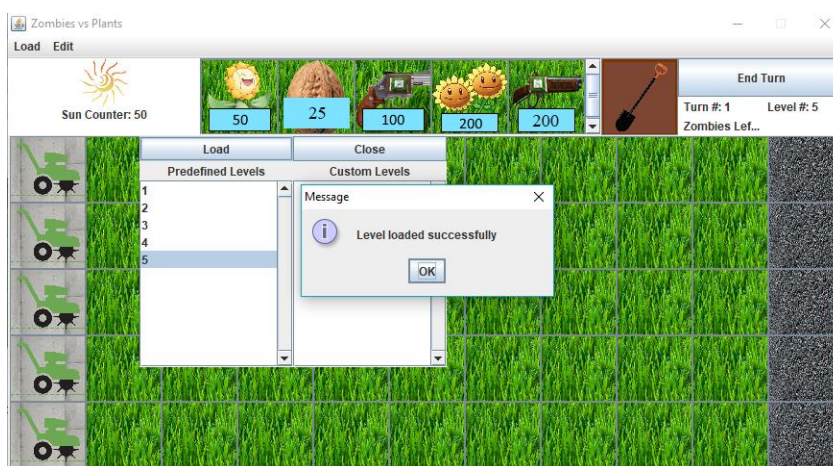 Zombies vs Plants
Load Edit
Sun Counter: 50
50
25
100
200
200
End Turn
Turn #: 1 Level #: 5
Zombies Lef...
Load Close
Predefined Levels Custom Levels
1
2
3
4
5
Message
Level loaded successfully
OK